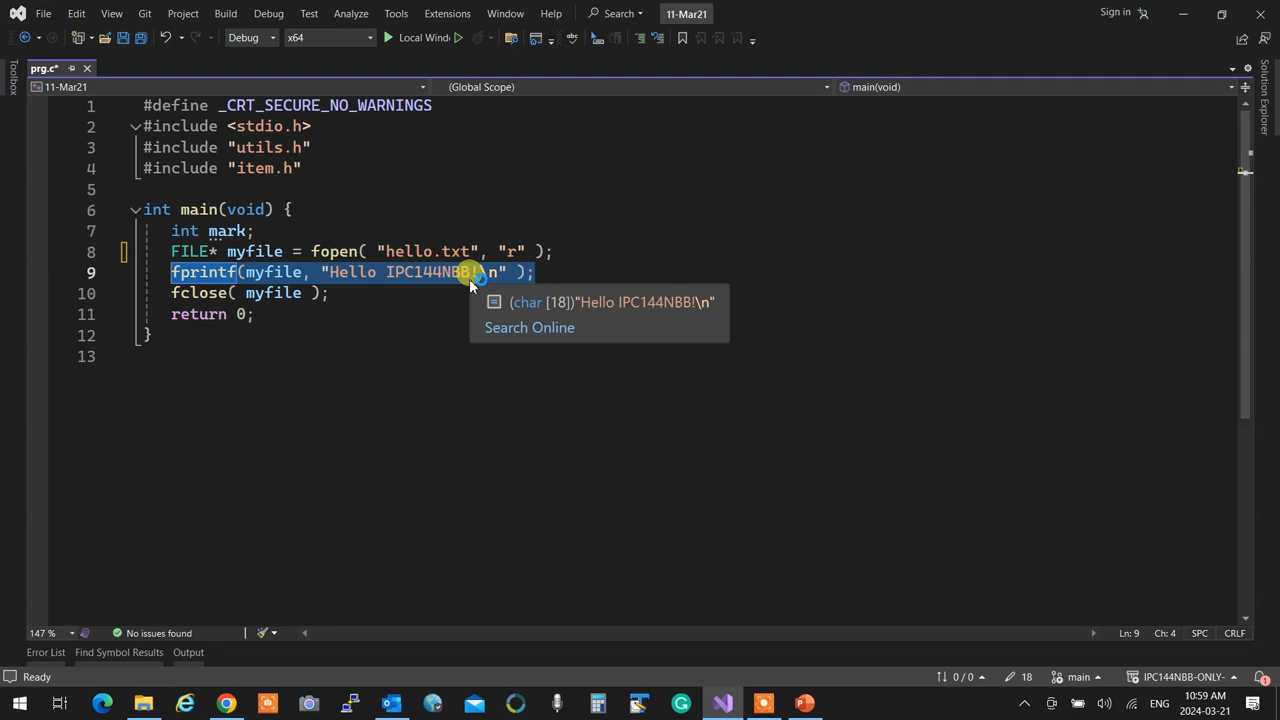 File Edit View Git Project Build Debug Test Analyze Tools Extensions Window Help Search 11-Mar21 Sign in
Debug x64 Local Wind
prg.c*
11-Mar21 (Global Scope) main(void)
Toolbox
Solution Explorer
1 #define _CRT_SECURE_NO_WARNINGS
2 #include <stdio.h>
3 #include "utils.h"
4 #include "item.h"
5
6 int main(void) {
7 int mark;
8 FILE* myfile = fopen( "hello.txt", "r" );
9 fprintf(myfile, "Hello IPC144NBB!\n" );
10 fclose( myfile );
11 return 0;
12 }
13
(char [18])"Hello IPC144NBB!\n"
Search Online
147 % No issues found Ln: 9 Ch: 4 SPC CRLF
Error List Find Symbol Results Output
Ready 0 / 0 18 main IPC144NBB-ONLY- 1
ENG 10:59 AM
2024-03-21